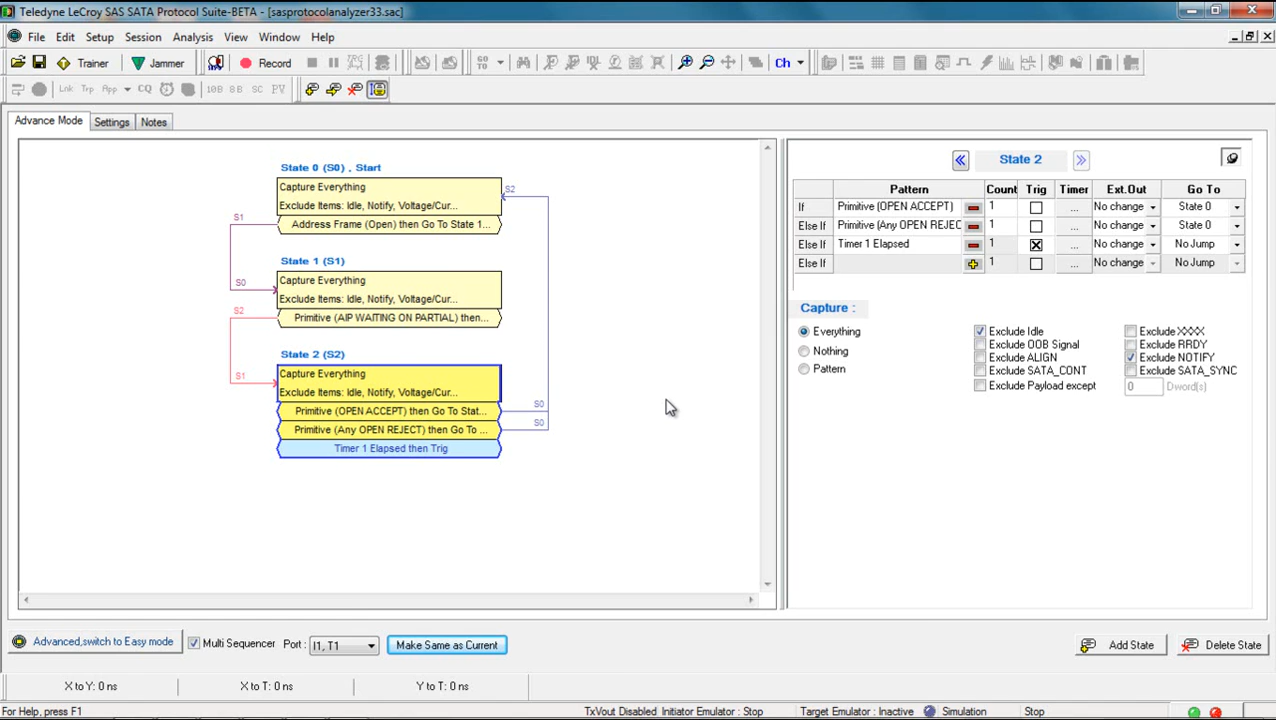 Teledyne LeCroy SAS SATA Protocol Suite-BETA - [sasprotocolanalyzer33.sac]
File Edit Setup Session Analysis View Window Help
Trainer Jammer Record GO TO Ch
Lnk Trp App CQ 10B 8B SC PV
Advance Mode Settings Notes
State 0 (S0) , Start
Capture Everything
Exclude Items: Idle, Notify, Voltage/Cur...
Address Frame (Open) then Go To State 1...
S2
S1
State 1 (S1)
Capture Everything
Exclude Items: Idle, Notify, Voltage/Cur...
Primitive (AIP WAITING ON PARTIAL) then...
S0
S2
State 2 (S2)
Capture Everything
Exclude Items: Idle, Notify, Voltage/Cur...
Primitive (OPEN ACCEPT) then Go To Stat...
Primitive (Any OPEN REJECT) then Go To ...
Timer 1 Elapsed then Trig
S1
S0
S0
State 2
Pattern Count Trig Timer Ext.Out Go To
If Primitive (OPEN ACCEPT) 1 ... No change State 0
Else If Primitive (Any OPEN REJEC 1 ... No change State 0
Else If Timer 1 Elapsed 1 ... No change No Jump
Else If 1 ... No change No Jump
Capture :
Everything
Nothing
Pattern
Exclude Idle
Exclude OOB Signal
Exclude ALIGN
Exclude SATA_CONT
Exclude Payload except 0 Dword(s)
Exclude XXXX
Exclude RRDY
Exclude NOTIFY
Exclude SATA_SYNC
Advanced,switch to Easy mode Multi Sequencer Port : I1, T1 Make Same as Current Add State Delete State
X to Y: 0 ns X to T: 0 ns Y to T: 0 ns
For Help, press F1 TxVout Disabled Initiator Emulator : Stop Target Emulator : Inactive Simulation Stop